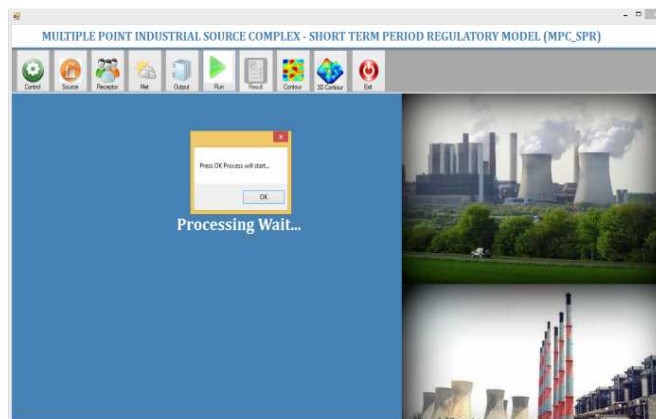 MULTIPLE POINT INDUSTRIAL SOURCE COMPLEX - SHORT TERM PERIOD REGULATORY MODEL (MPC_SPR)
Control Source Receptor Met Output Run Result Contour 3D Contour Exit
Press OK Process will start...
OK
Processing Wait...